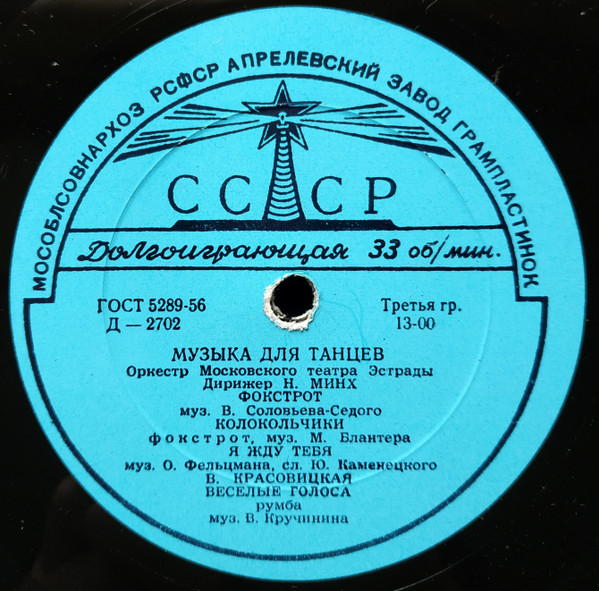 МОСОБЛСОВНАРХОЗ РСФСР АПРЕЛЕВСКИЙ ЗАВОД ГРАМПЛАСТИНОК
СССР
Долгоиграющая 33 об/мин.
ГОСТ 5289-56
Д — 2702
Третья гр.
13-00
МУЗЫКА ДЛЯ ТАНЦЕВ
Оркестр Московского театра Эстрады
Дирижер Н. МИНХ
ФОКСТРОТ
муз. В. Соловьева-Седого
КОЛОКОЛЬЧИКИ
фокстрот, муз. М. Блантера
Я ЖДУ ТЕБЯ
муз. О. Фельцмана, сл. Ю. Каменецкого
В. КРАСОВИЦКАЯ
ВЕСЕЛЫЕ ГОЛОСА
румба
муз. В. Кручинина